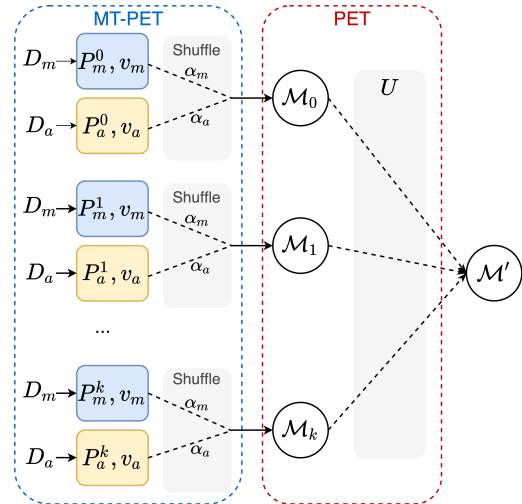 MT-PET
PET
Shuffle
D_m
P_m^0, v_m
α_m
D_a
P_a^0, v_a
α_a
M_0
U
Shuffle
D_m
P_m^1, v_m
α_m
D_a
P_a^1, v_a
α_a
M_1
M'
...
Shuffle
D_m
P_m^k, v_m
α_m
D_a
P_a^k, v_a
α_a
M_k